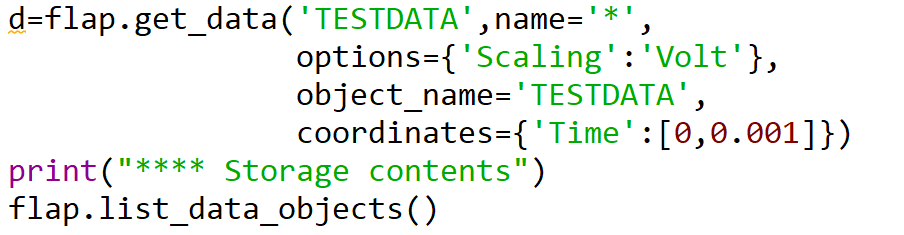 d=flap.get_data('TESTDATA',name='*',
                options={'Scaling':'Volt'},
                object_name='TESTDATA',
                coordinates={'Time':[0,0.001]})
print("**** Storage contents")
flap.list_data_objects()